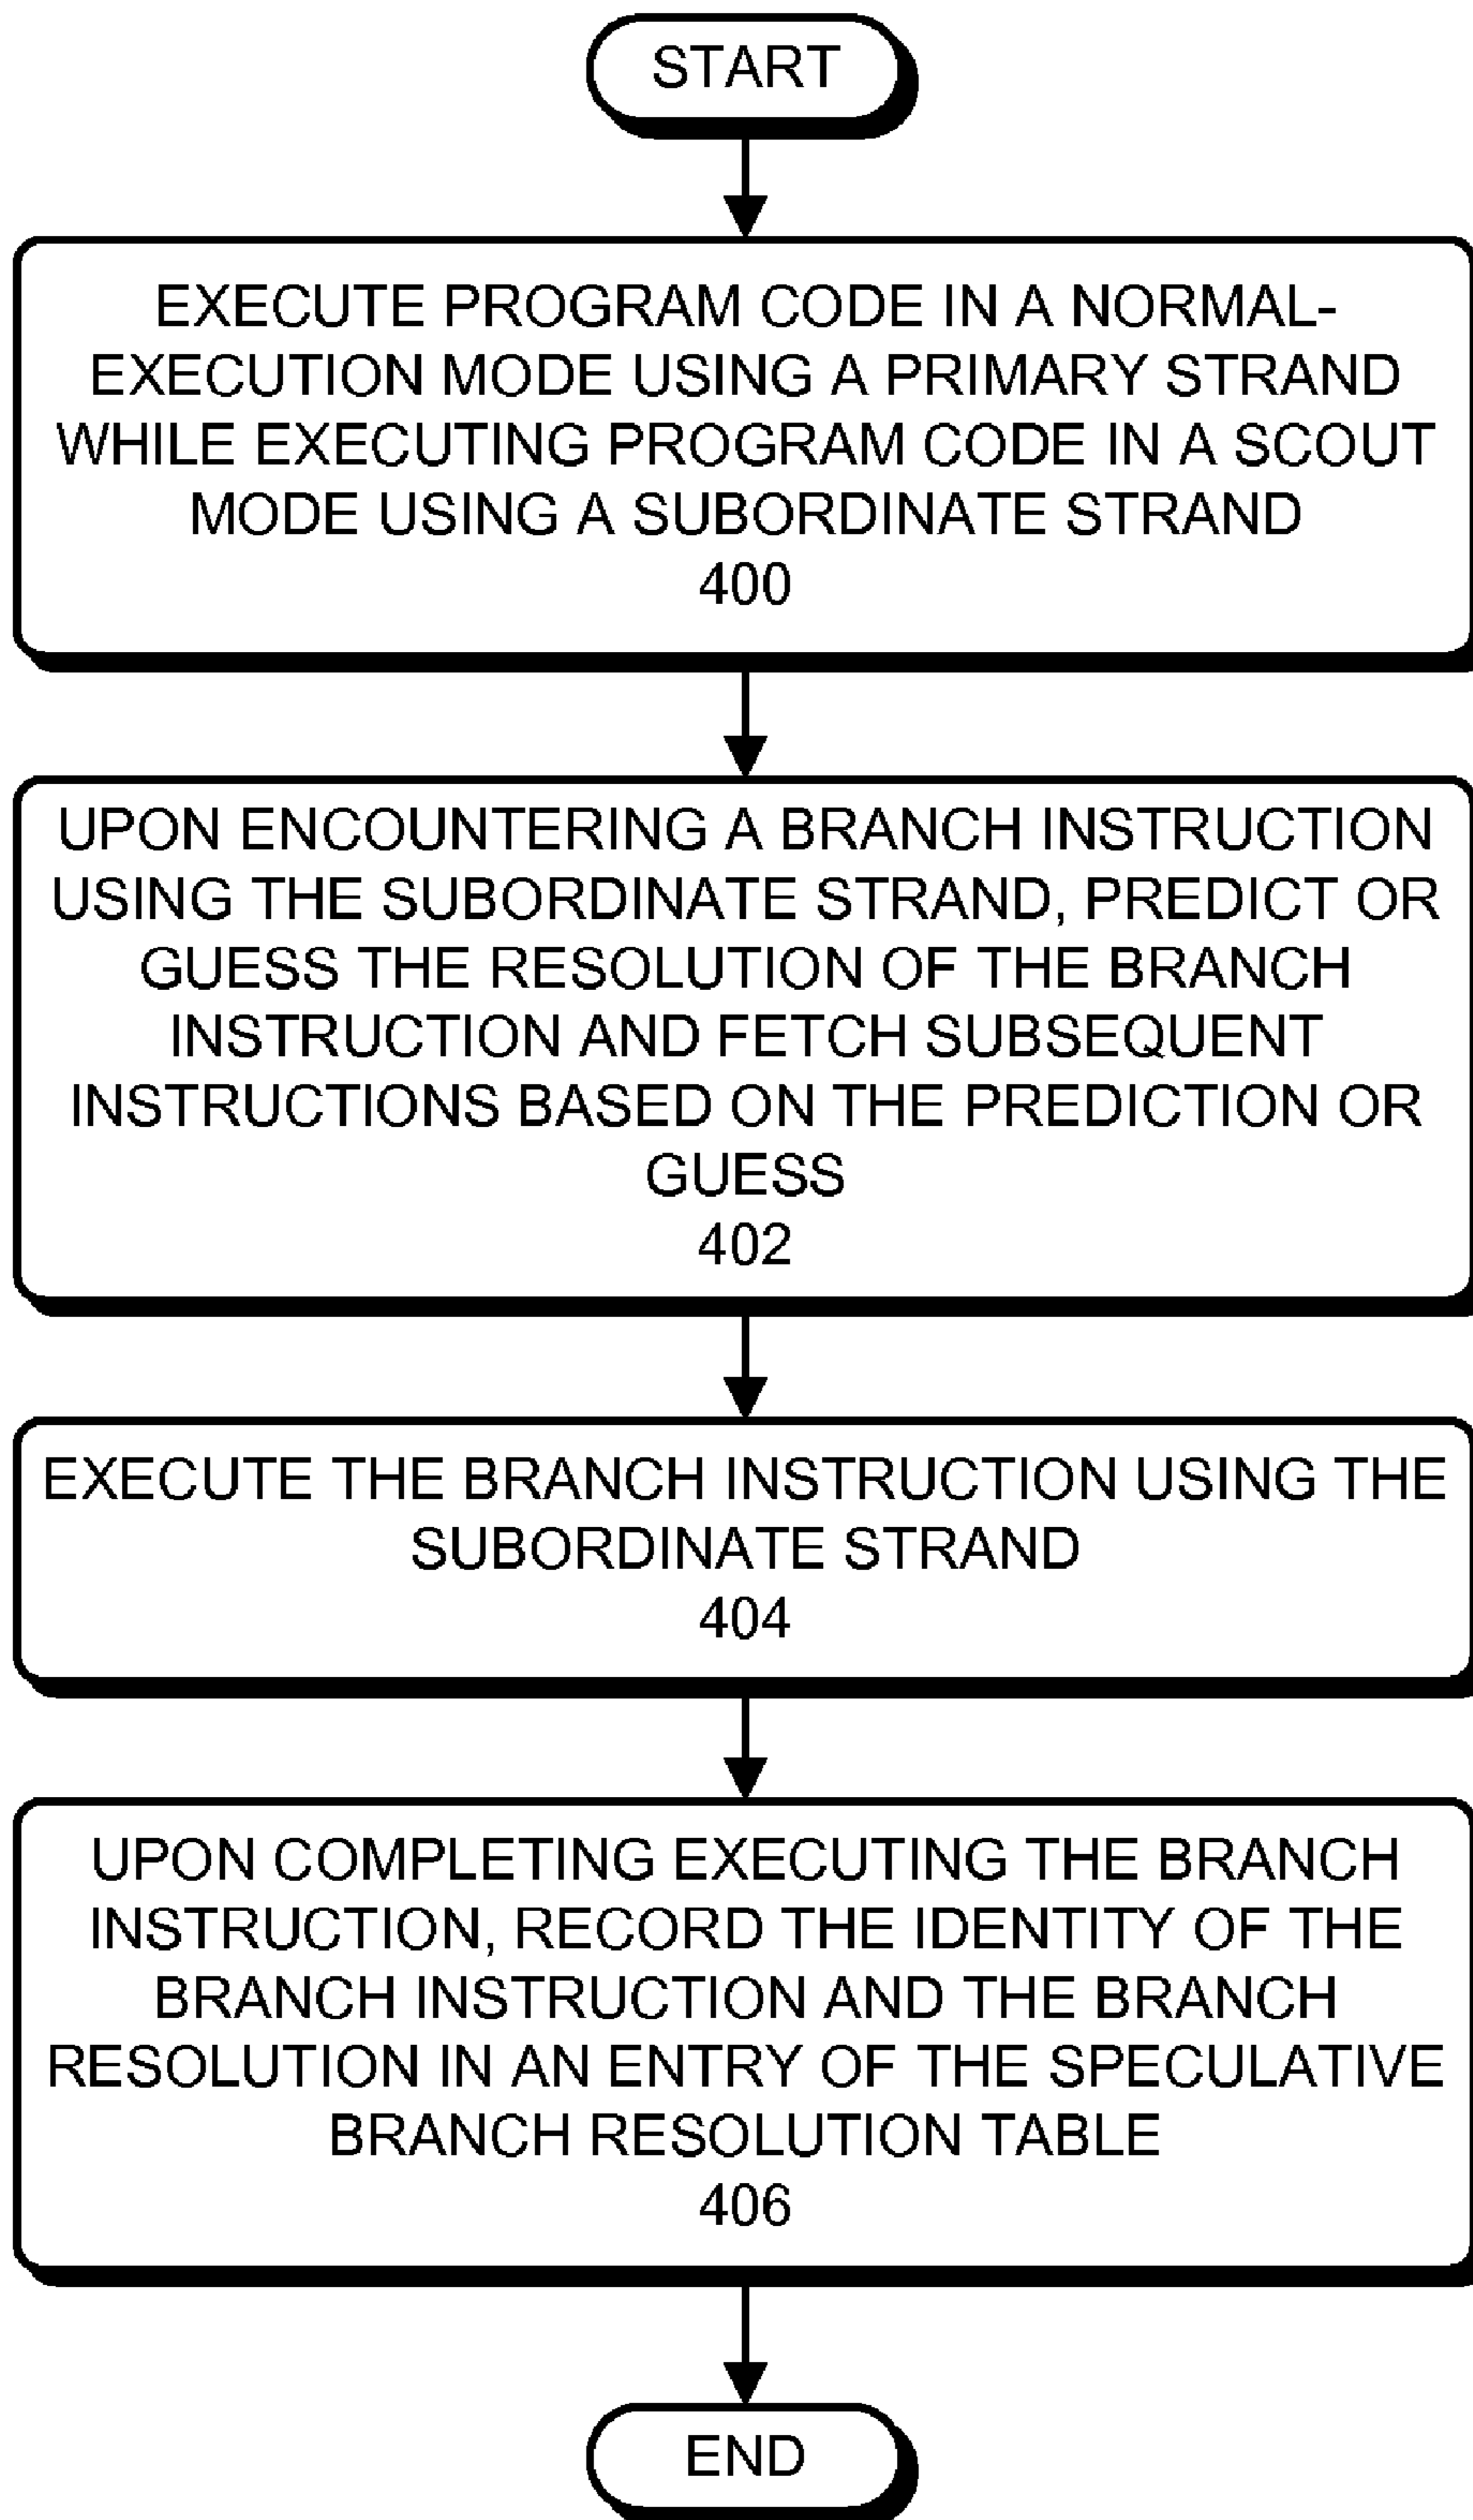 START
EXECUTE PROGRAM CODE IN A NORMAL-
EXECUTION MODE USING A PRIMARY STRAND
WHILE EXECUTING PROGRAM CODE IN A SCOUT
MODE USING A SUBORDINATE STRAND
400
UPON ENCOUNTERING A BRANCH INSTRUCTION
USING THE SUBORDINATE STRAND, PREDICT OR
GUESS THE RESOLUTION OF THE BRANCH
INSTRUCTION AND FETCH SUBSEQUENT
INSTRUCTIONS BASED ON THE PREDICTION OR
GUESS
402
EXECUTE THE BRANCH INSTRUCTION USING THE
SUBORDINATE STRAND
404
UPON COMPLETING EXECUTING THE BRANCH
INSTRUCTION, RECORD THE IDENTITY OF THE
BRANCH INSTRUCTION AND THE BRANCH
RESOLUTION IN AN ENTRY OF THE SPECULATIVE
BRANCH RESOLUTION TABLE
406
END